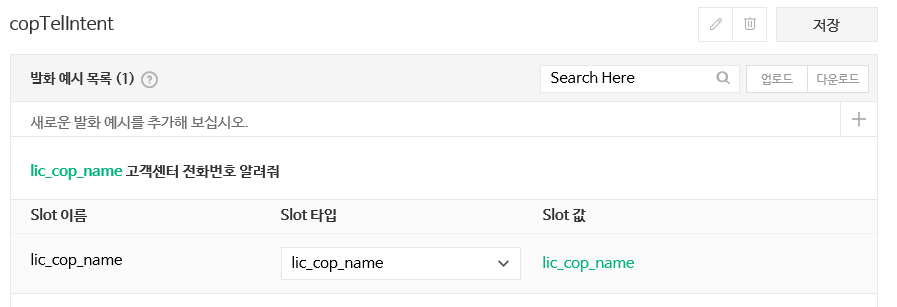 copTelIntent
저장
발화 예시 목록 (1) ?
Search Here
업로드
다운로드
새로운 발화 예시를 추가해 보십시오.
lic_cop_name 고객센터 전화번호 알려줘
Slot 이름 Slot 타입 Slot 값
lic_cop_name lic_cop_name lic_cop_name